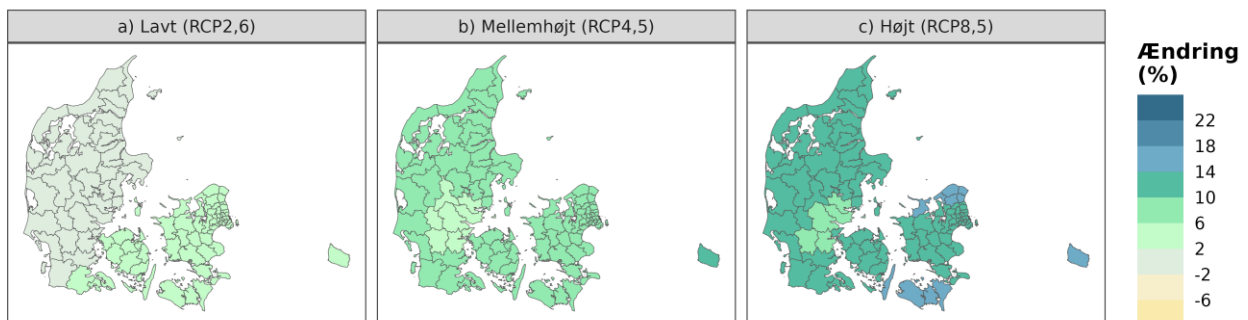 a) Lavt (RCP2,6)
b) Mellemhøjt (RCP4,5)
c) Højt (RCP8,5)
Ændring
(%)
22
18
14
10
6
2
-2
-6